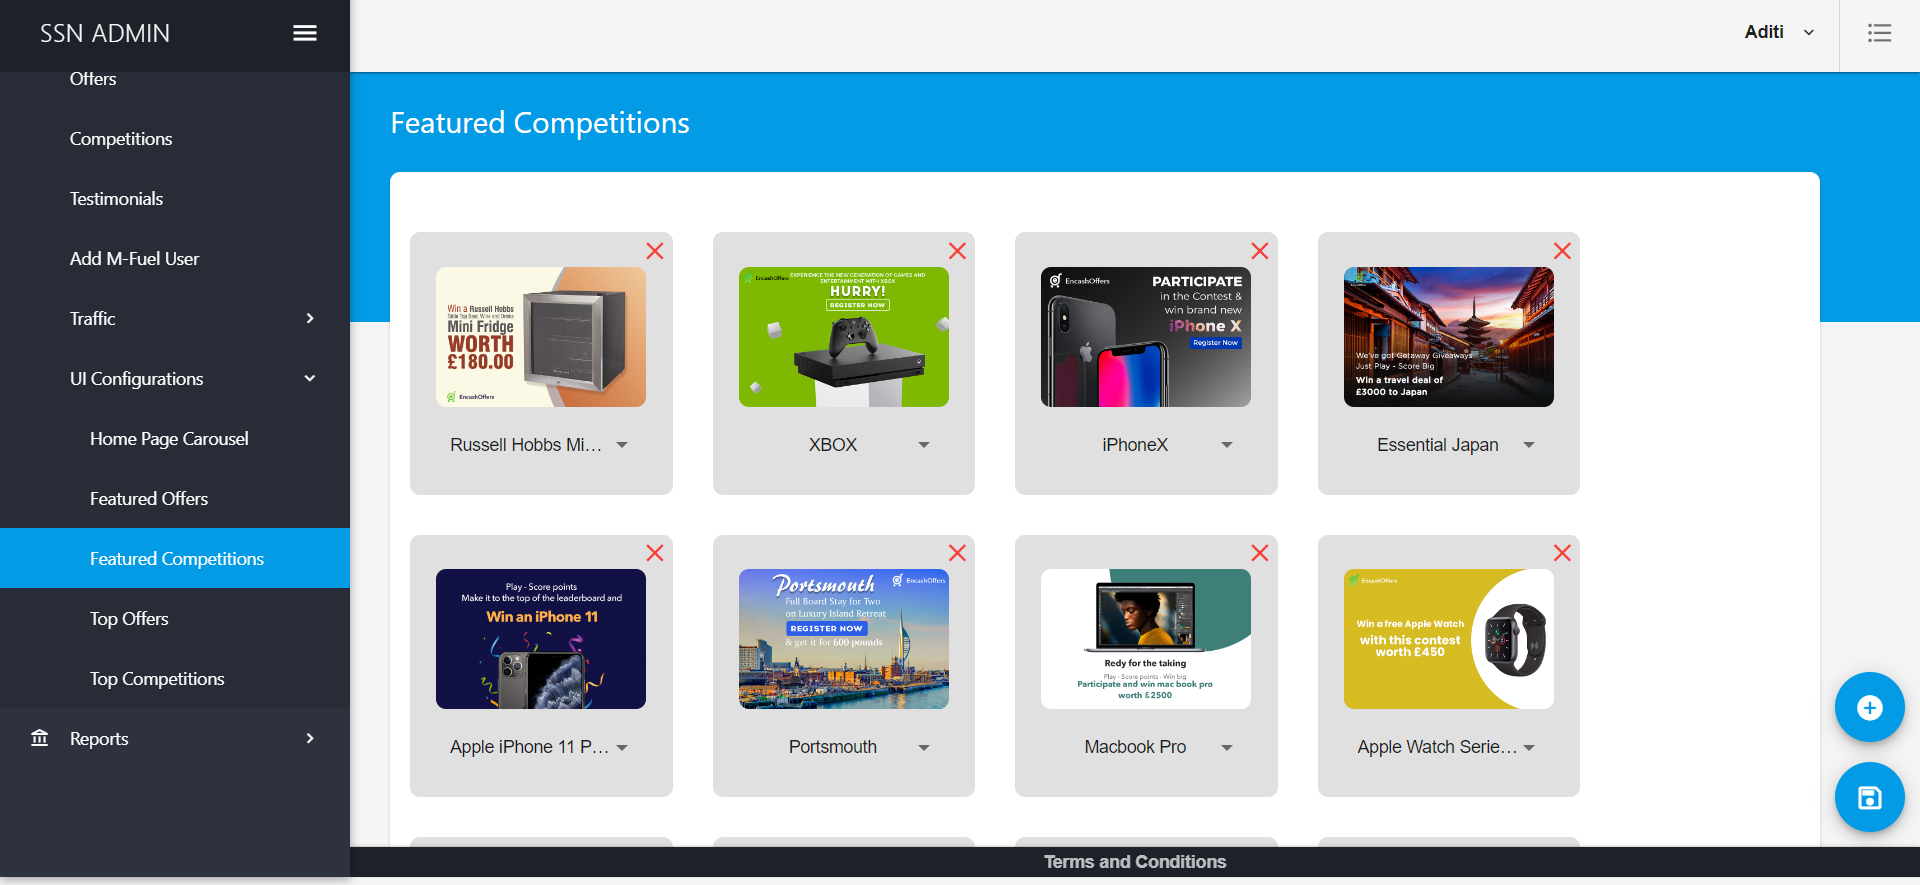 SSN ADMIN
Aditi
Offers
Competitions
Testimonials
Add M-Fuel User
Traffic
UI Configurations
Home Page Carousel
Featured Offers
Featured Competitions
Top Offers
Top Competitions
Reports
Featured Competitions
Win a Russell Hobbs
Table Top Beer, Wine and Drinks
Mini Fridge
WORTH
£180.00
EncashOffers
Russell Hobbs Mi...
EncashOffers
EXPERIENCE THE NEW GENERATION OF GAMES AND
ENTERTAINMENT WITH XBOX
HURRY!
REGISTER NOW
XBOX
EncashOffers
PARTICIPATE
in the Contest &
win brand new
iPhone X
Register Now
iPhoneX
EncashOffers
We've got Getaway Giveaways
Just Play - Score Big
Win a travel deal of
£3000 to Japan
Essential Japan
Play - Score points
Make it to the top of the leaderboard and
Win an iPhone 11
Apple iPhone 11 P...
Portsmouth
EncashOffers
Full Board Stay for Two
on Luxury Island Retreat
REGISTER NOW
& get it for 600 pounds
Portsmouth
Redy for the taking
Play - Score points - Win big
Participate and win mac book pro
worth £2500
Macbook Pro
EncashOffers
Win a free Apple Watch
with this contest
worth £450
Apple Watch Serie...
Terms and Conditions